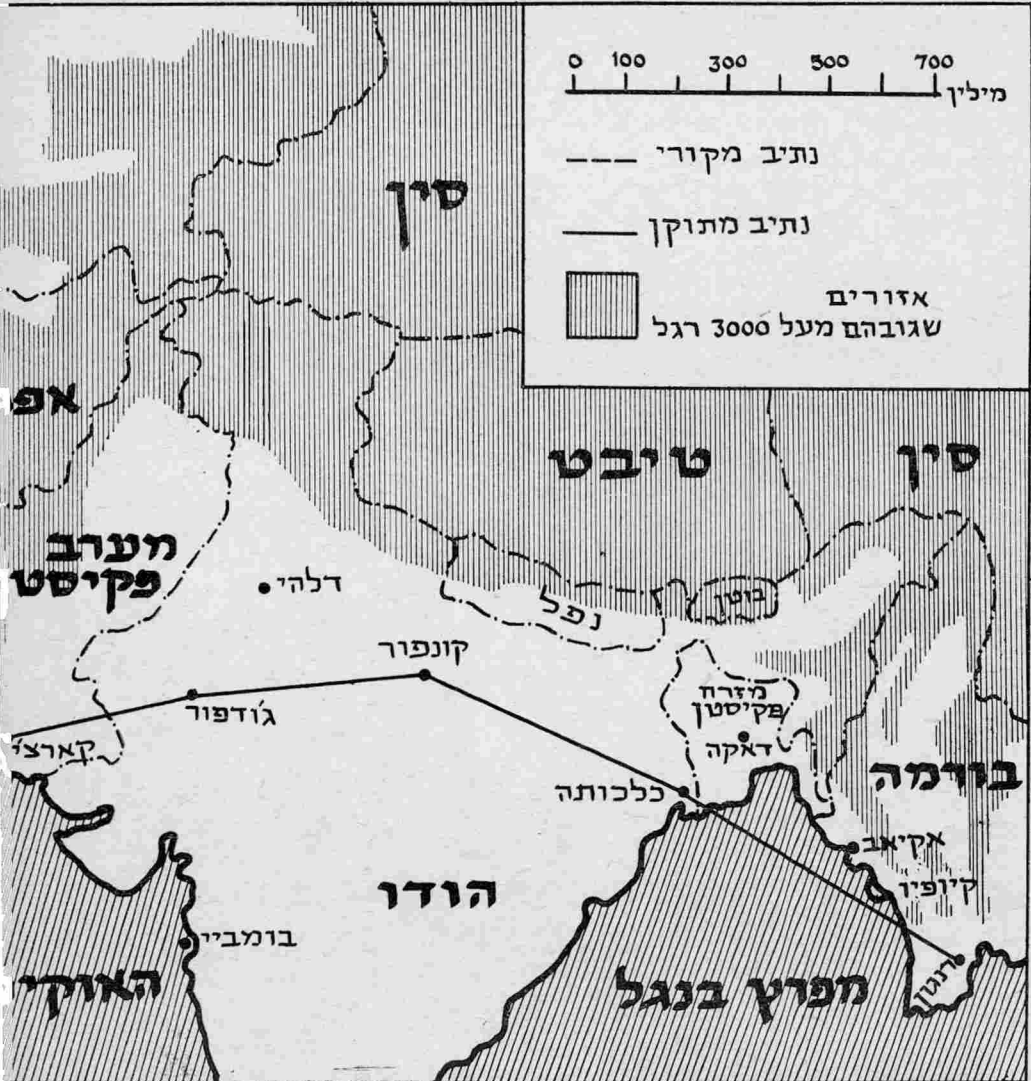 0 100 300 500 700
מילין
נתיב מקורי
נתיב מתוקן
אזורים
שגובהם מעל 3000 רגל
סין
אפ
טיבט
סין
מערב
פקיסט
דלהי
נפל
בוטן
קונפור
ג'ודפור
קארצ'י
מזרח
פקיסטן
דאקה
כלכותה
בורמה
אקיאב
קיופיו
הודו
בומביי
רנגון
מפרץ בנגל
האוקי